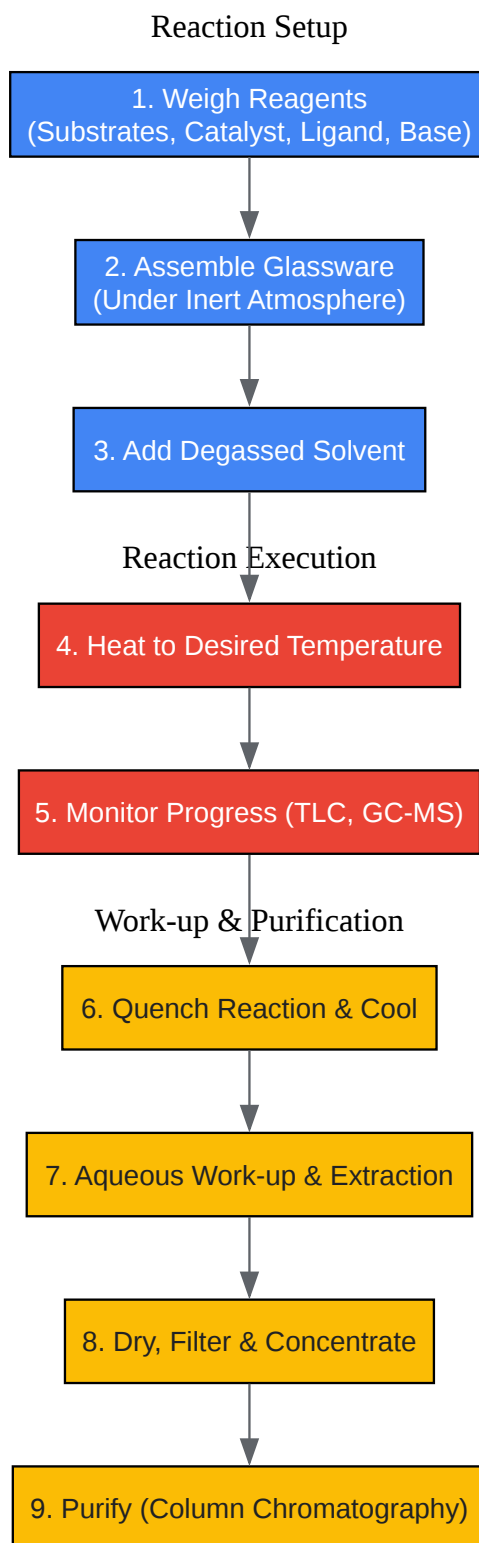 Reaction Setup
1. Weigh Reagents
(Substrates, Catalyst, Ligand, Base)
2. Assemble Glassware
(Under Inert Atmosphere)
3. Add Degassed Solvent
Reaction Execution
4. Heat to Desired Temperature
5. Monitor Progress (TLC, GC-MS)
Work-up & Purification
6. Quench Reaction & Cool
7. Aqueous Work-up & Extraction
8. Dry, Filter & Concentrate
9. Purify (Column Chromatography)